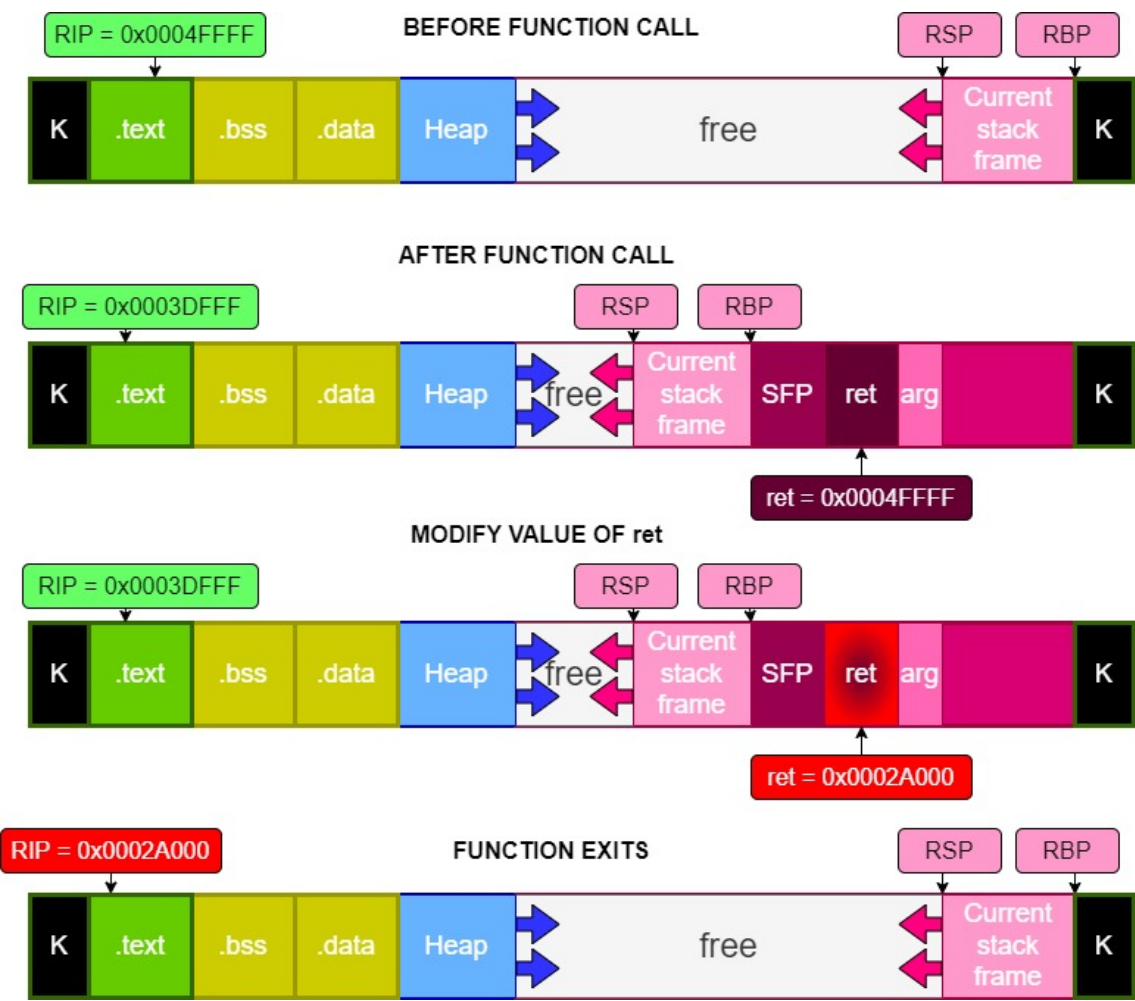 BEFORE FUNCTION CALL
RIP = 0x0004FFFF
RSP
RBP
K
.text
.bss
.data
Heap
free
Current
stack
frame
K
AFTER FUNCTION CALL
RIP = 0x0003DFFF
RSP
RBP
K
.text
.bss
.data
Heap
free
Current
stack
frame
SFP
ret
arg
K
ret = 0x0004FFFF
MODIFY VALUE OF ret
RIP = 0x0003DFFF
RSP
RBP
K
.text
.bss
.data
Heap
free
Current
stack
frame
SFP
ret
arg
K
ret = 0x0002A000
RIP = 0x0002A000
FUNCTION EXITS
RSP
RBP
K
.text
.bss
.data
Heap
free
Current
stack
frame
K